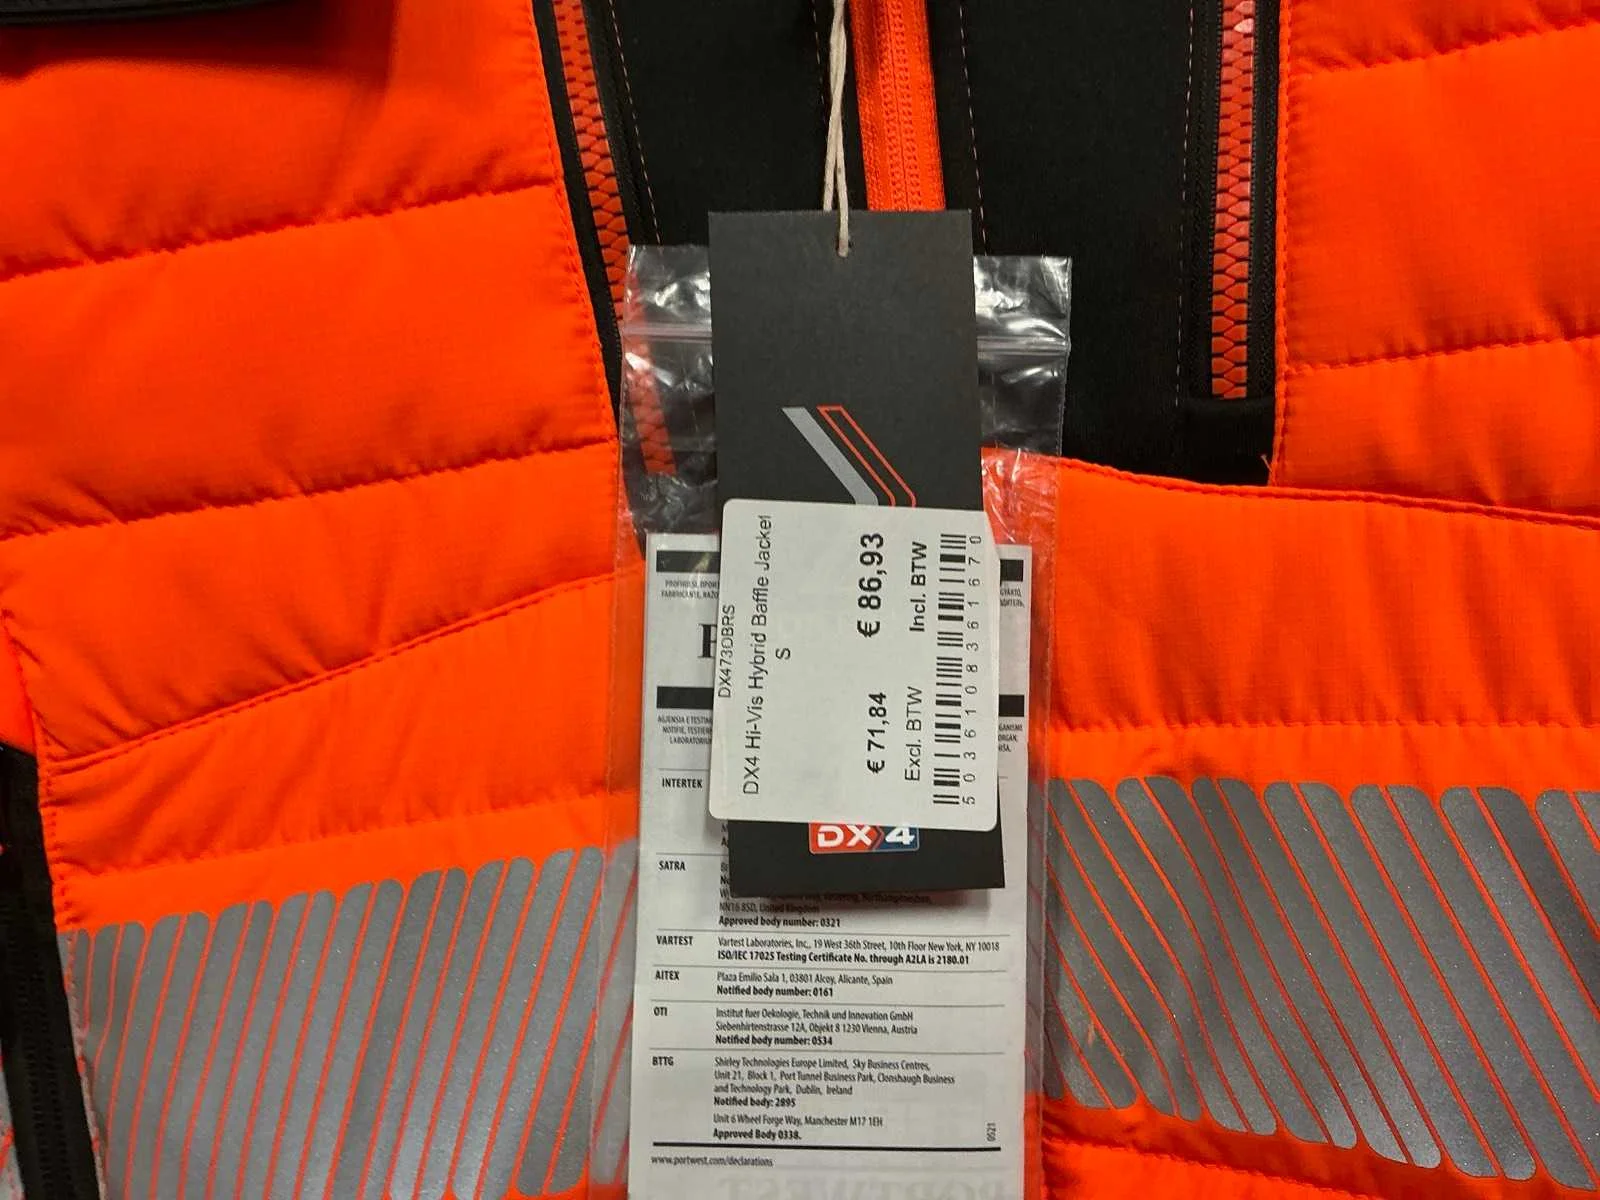 DX473OBRS
DX4 Hi-Vis Hybrid Baffle Jacket
S
€ 71,84
€ 86,93
Excl. BTW
Incl. BTW
5036108361670
DX4
INTERTEK
SATRA
NN16 8SD, United Kingdom
Approved body number: 0321
VARTEST
Vartest Laboratories, Inc., 19 West 36th Street, 10th Floor New York, NY 10018
ISO/IEC 17025 Testing Certificate No. through A2LA is 2180.01
AITEX
Plaza Emilio Sala 1, 03801 Alcoy, Alicante, Spain
Notified body number: 0161
OTI
Institut fuer Oekologie, Technik und Innovation GmbH
Siebenhirtenstrasse 12A, Objekt 8 1230 Vienna, Austria
Notified body number: 0534
BTTG
Shirley Technologies Europe Limited, Sky Business Centres,
Unit 21, Block 1, Port Tunnel Business Park, Clonshaugh Business
and Technology Park, Dublin, Ireland
Notified body: 2895
Unit 6 Wheel Forge Way, Manchester M17 1EH
Approved Body 0338.
0521
www.portwest.com/declarations